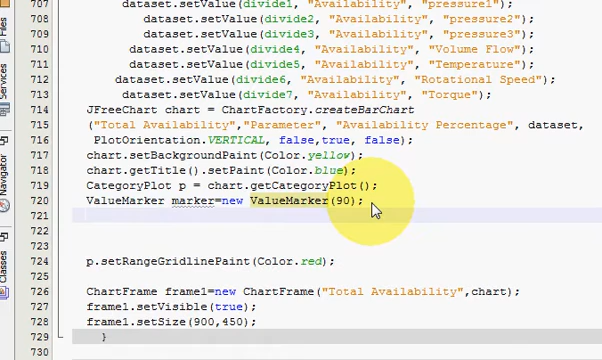 707 dataset.setValue(divide1, "Availability", "pressure1");
708 dataset.setValue(divide2, "Availability", "pressure2");
709 dataset.setValue(divide3, "Availability", "pressure3");
710 dataset.setValue(divide4, "Availability", "Volume Flow");
711 dataset.setValue(divide5, "Availability", "Temperature");
712 dataset.setValue(divide6, "Availability", "Rotational Speed");
713 dataset.setValue(divide7, "Availability", "Torque");
714 JFreeChart chart = ChartFactory.createBarChart
715 ("Total Availability","Parameter", "Availability Percentage", dataset,
716 PlotOrientation.VERTICAL, false,true, false);
717 chart.setBackgroundPaint(Color.yellow);
718 chart.getTitle().setPaint(Color.blue);
719 CategoryPlot p = chart.getCategoryPlot();
720 ValueMarker marker=new ValueMarker(90);
721
722
723
724 p.setRangeGridlinePaint(Color.red);
725
726 ChartFrame frame1=new ChartFrame("Total Availability",chart);
727 frame1.setVisible(true);
728 frame1.setSize(900,450);
729 }
730
Files
Services
Navigator
Classes